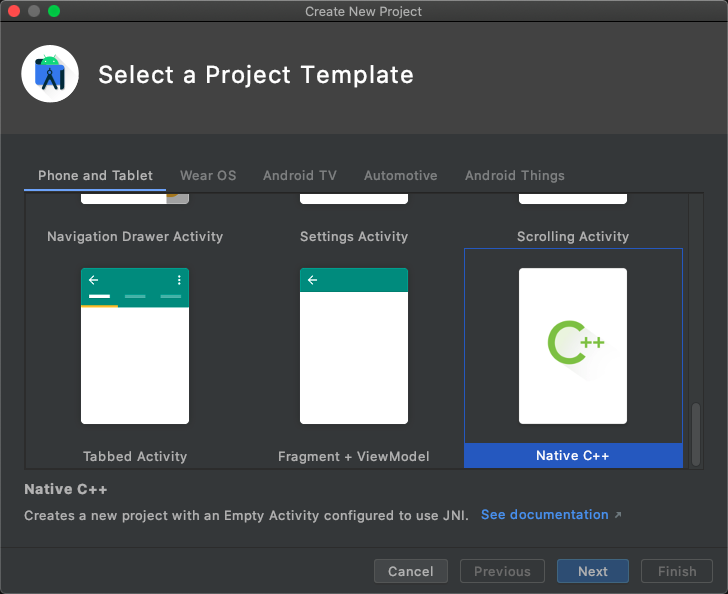 Create New Project
Select a Project Template
Phone and Tablet Wear OS Android TV Automotive Android Things
Navigation Drawer Activity Settings Activity Scrolling Activity
C++
Tabbed Activity Fragment + ViewModel Native C++
Native C++
Creates a new project with an Empty Activity configured to use JNI. See documentation ↗
Cancel Previous Next Finish